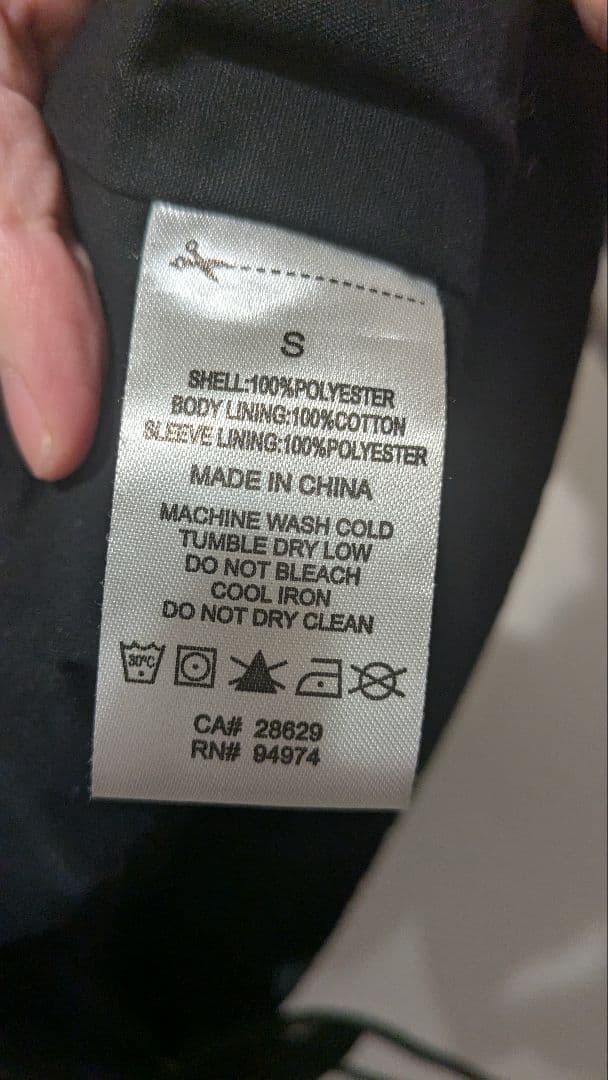 S
SHELL:100%POLYESTER
BODY LINING:100%COTTON
SLEEVE LINING:100%POLYESTER
MADE IN CHINA
MACHINE WASH COLD
TUMBLE DRY LOW
DO NOT BLEACH
COOL IRON
DO NOT DRY CLEAN
30°C
CA# 28629
RN# 94974